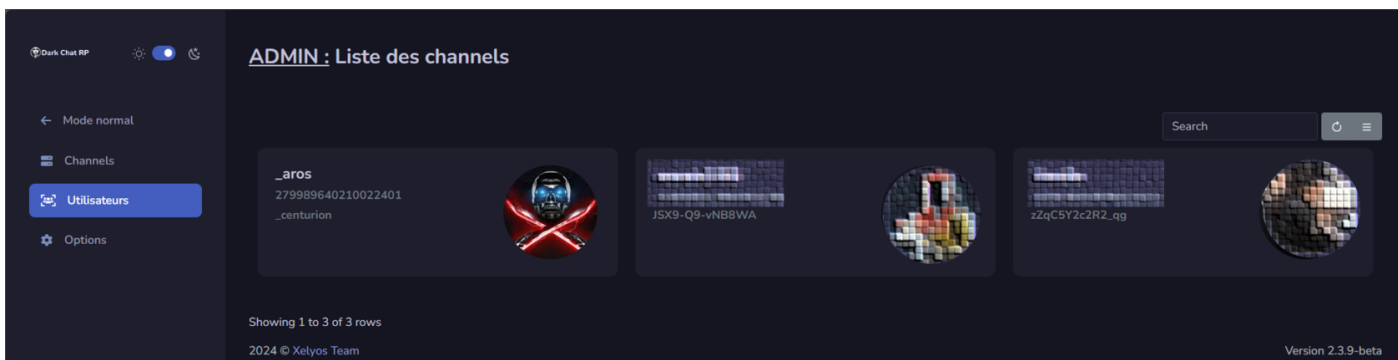 Dark Chat RP
ADMIN : Liste des channels
Mode normal
Channels
Utilisateurs
Options
Search
_aros
279989640210022401
_centurion
JSX9-Q9-vNB8WA
zZqC5Y2c2R2_qg
Showing 1 to 3 of 3 rows
2024 © Xelyos Team
Version 2.3.9-beta